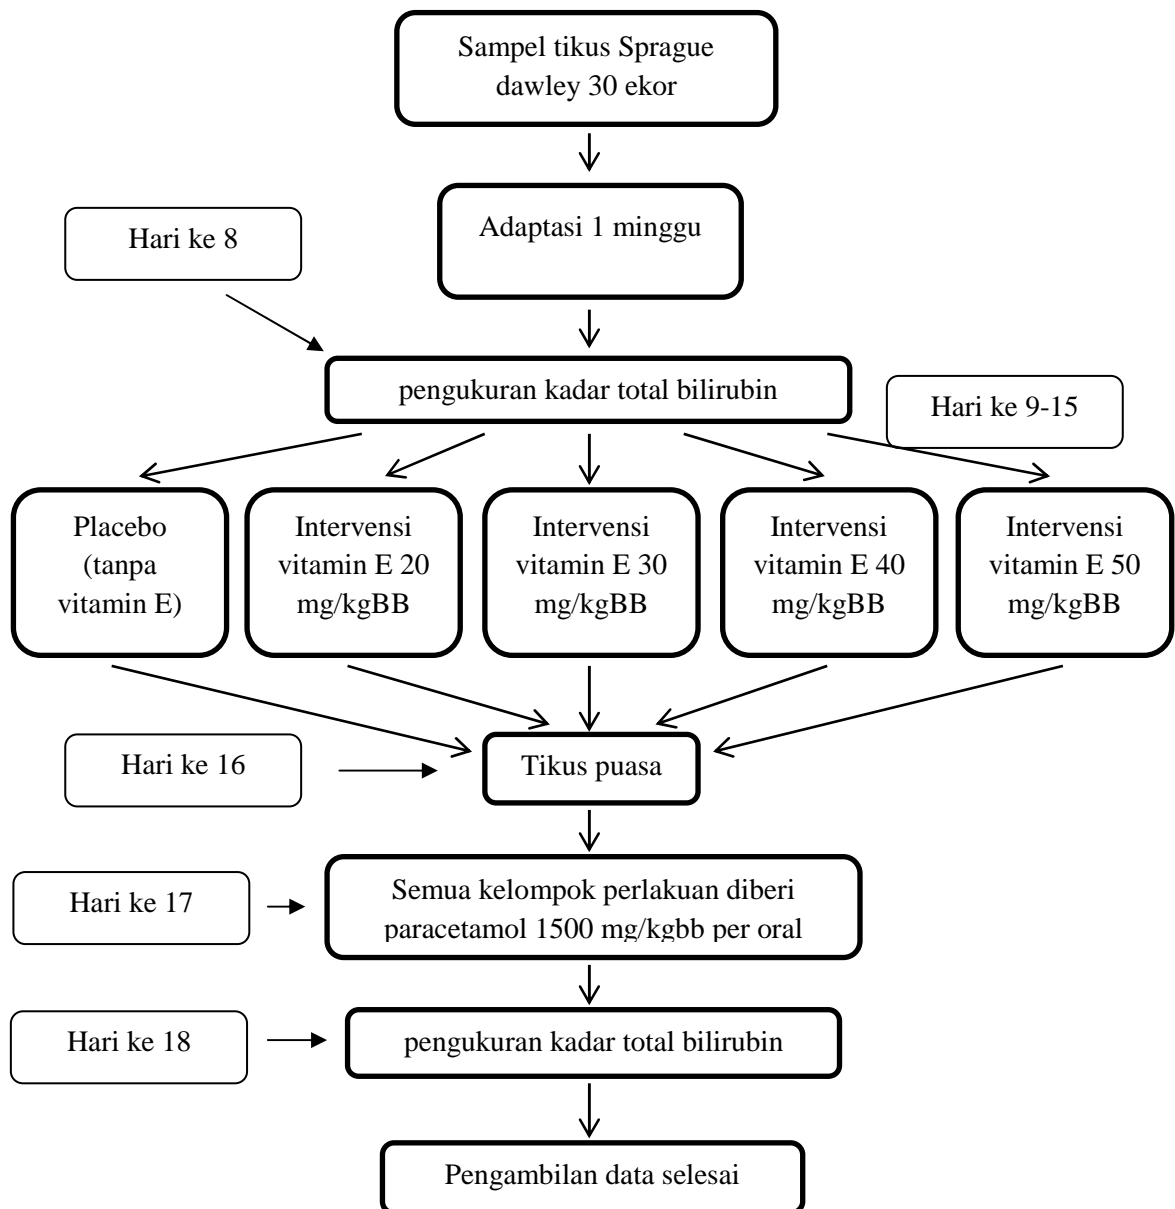 Sampel tikus Sprague
dawley 30 ekor
Adaptasi 1 minggu
Hari ke 8
pengukuran kadar total bilirubin
Hari ke 9-15
Placebo
(tanpa
vitamin E)
Intervensi
vitamin E 20
mg/kgBB
Intervensi
vitamin E 30
mg/kgBB
Intervensi
vitamin E 40
mg/kgBB
Intervensi
vitamin E 50
mg/kgBB
Hari ke 16
Tikus puasa
Hari ke 17
Semua kelompok perlakuan diberi
paracetamol 1500 mg/kgbb per oral
Hari ke 18
pengukuran kadar total bilirubin
Pengambilan data selesai